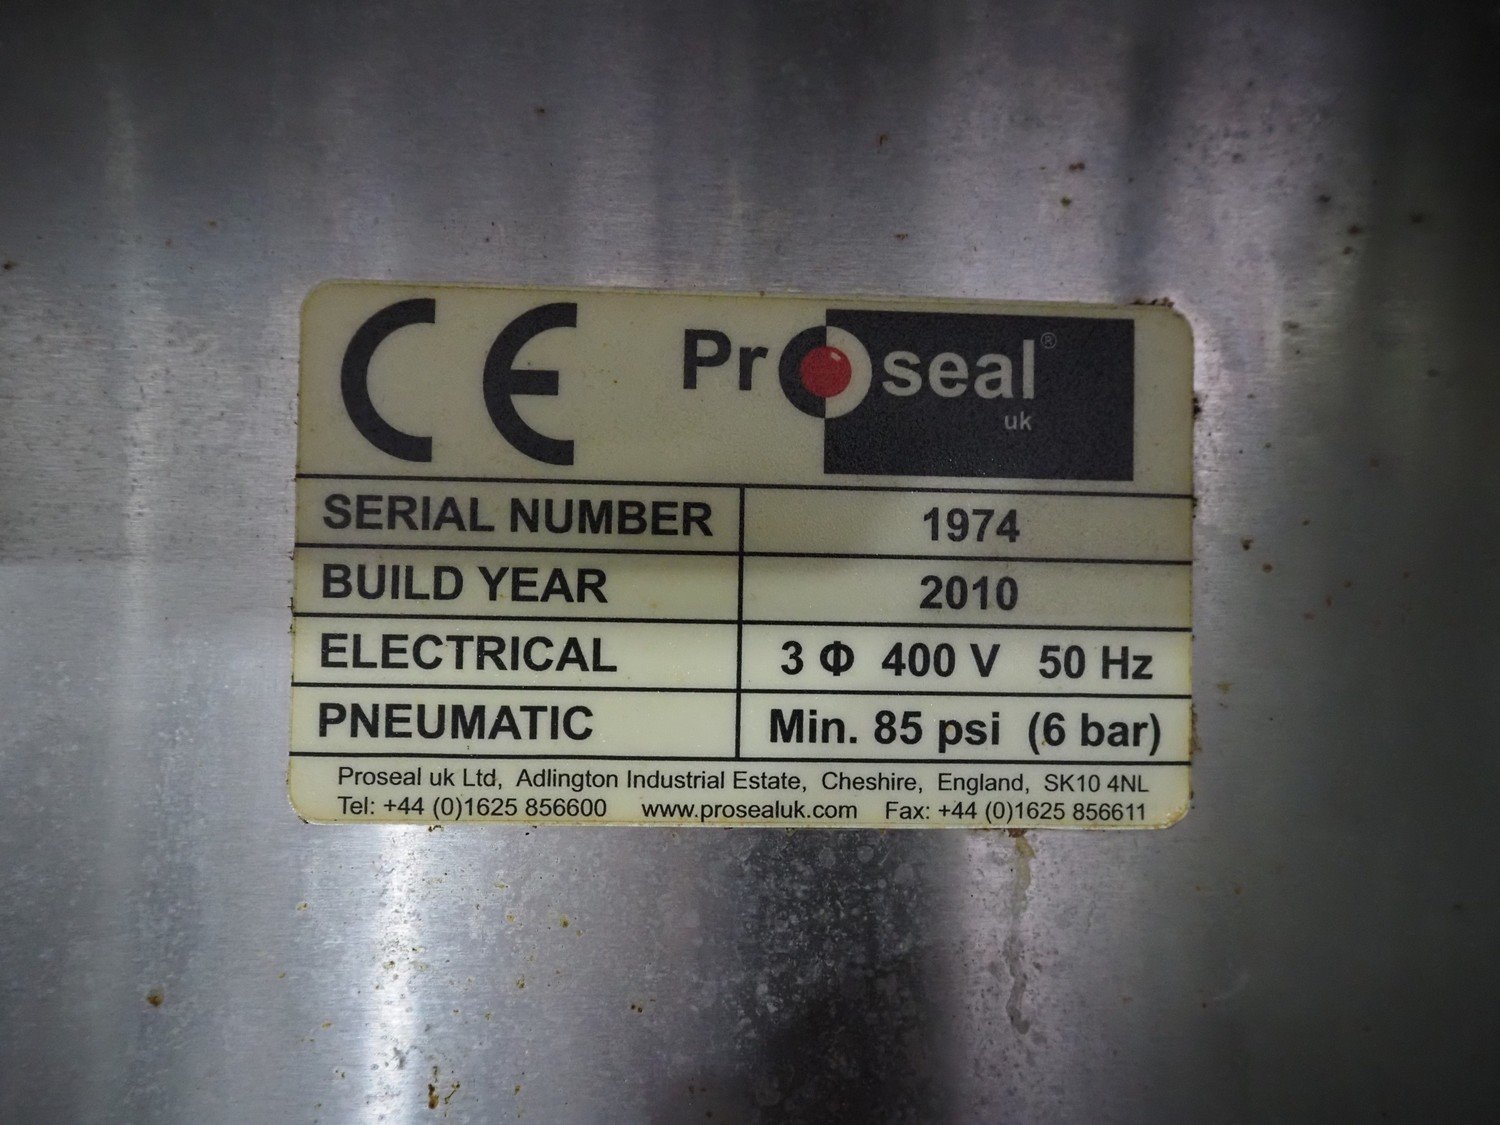 CE Proseal®
uk
SERIAL NUMBER 1974
BUILD YEAR 2010
ELECTRICAL 3 Φ 400 V 50 Hz
PNEUMATIC Min. 85 psi (6 bar)
Proseal uk Ltd, Adlington Industrial Estate, Cheshire, England, SK10 4NL
Tel: +44 (0)1625 856600 www.prosealuk.com Fax: +44 (0)1625 856611